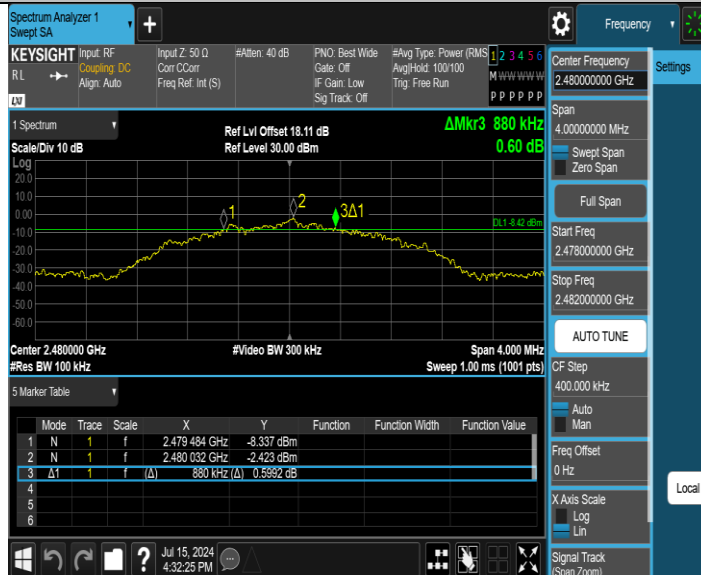 Spectrum Analyzer 1
Swept SA
Frequency
KEYSIGHT
RL
LXI
Input: RF
Coupling: DC
Align: Auto
Input Z: 50 Ω
Corr CCorr
Freq Ref: Int (S)
#Atten: 40 dB
PNO: Best Wide
Gate: Off
IF Gain: Low
Sig Track: Off
#Avg Type: Power (RMS
Avg|Hold: 100/100
Trig: Free Run
1 2 3 4 5 6
M W W W W W
P P P P P P
1 Spectrum
Scale/Div 10 dB
Ref Lvl Offset 18.11 dB
Ref Level 30.00 dBm
ΔMkr3 880 kHz
0.60 dB
Log
20.0
10.0
0.00
-10.0
-20.0
-30.0
-40.0
-50.0
-60.0
1
2
3Δ1
DL1 -8.42 dBm
Center 2.480000 GHz
#Video BW 300 kHz
Span 4.000 MHz
#Res BW 100 kHz
Sweep 1.00 ms (1001 pts)
5 Marker Table
Mode Trace Scale X Y Function Function Width Function Value
1 N 1 f 2.479 484 GHz -8.337 dBm
2 N 1 f 2.480 032 GHz -2.423 dBm
3 Δ1 1 f (Δ) 880 kHz (Δ) 0.5992 dB
4
5
6
Jul 15, 2024
4:32:25 PM
Center Frequency
2.480000000 GHz
Span
4.00000000 MHz
Swept Span
Zero Span
Full Span
Start Freq
2.478000000 GHz
Stop Freq
2.482000000 GHz
AUTO TUNE
CF Step
400.000 kHz
Auto
Man
Freq Offset
0 Hz
X Axis Scale
Log
Lin
Signal Track
(Span Zoom)
Settings
Local